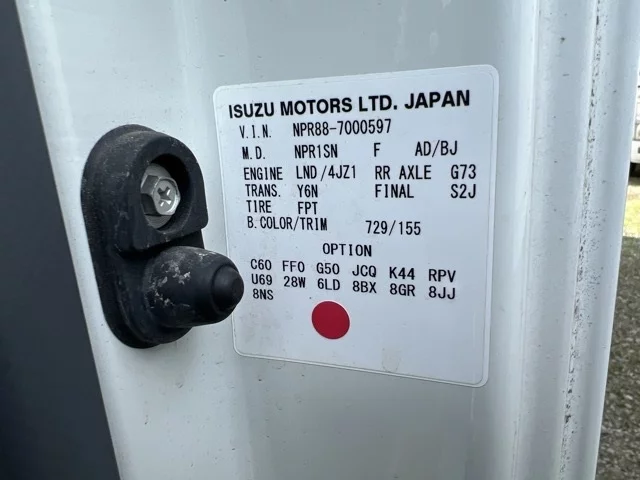 ISUZU MOTORS LTD. JAPAN
V.I.N. NPR88-7000597
M.D. NPR1SN F AD/BJ
ENGINE LND/4JZ1 RR AXLE G73
TRANS. Y6N FINAL S2J
TIRE FPT
B.COLOR/TRIM 729/155
OPTION
C60 FF0 G50 JCQ K44 RPV
U69 28W 6LD 8BX 8GR 8JJ
8NS